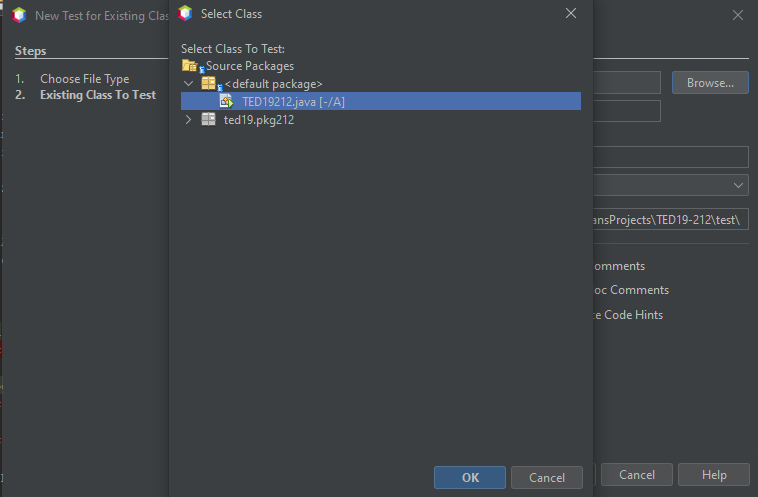 New Test for Existing Clas
Select Class
Steps
1. Choose File Type
2. Existing Class To Test
Select Class To Test:
Source Packages
<default package>
TED19212.java [-/A]
ted19.pkg212
Browse...
ansProjects\TED19-212\test\
omments
oc Comments
e Code Hints
OK
Cancel
Cancel
Help